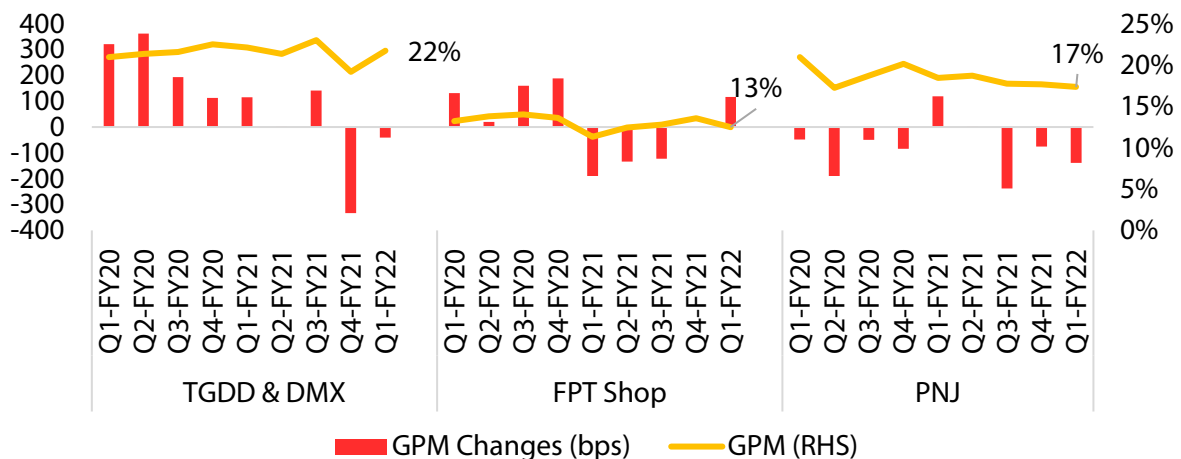 400
300
200
100
0
-100
-200
-300
-400
25%
20%
15%
10%
5%
0%
22%
13%
17%
Q1-FY20
Q2-FY20
Q3-FY20
Q4-FY20
Q1-FY21
Q2-FY21
Q3-FY21
Q4-FY21
Q1-FY22
Q1-FY20
Q2-FY20
Q3-FY20
Q4-FY20
Q1-FY21
Q2-FY21
Q3-FY21
Q4-FY21
Q1-FY22
Q1-FY20
Q2-FY20
Q3-FY20
Q4-FY20
Q1-FY21
Q2-FY21
Q3-FY21
Q4-FY21
Q1-FY22
TGDD & DMX
FPT Shop
PNJ
GPM Changes (bps)
GPM (RHS)